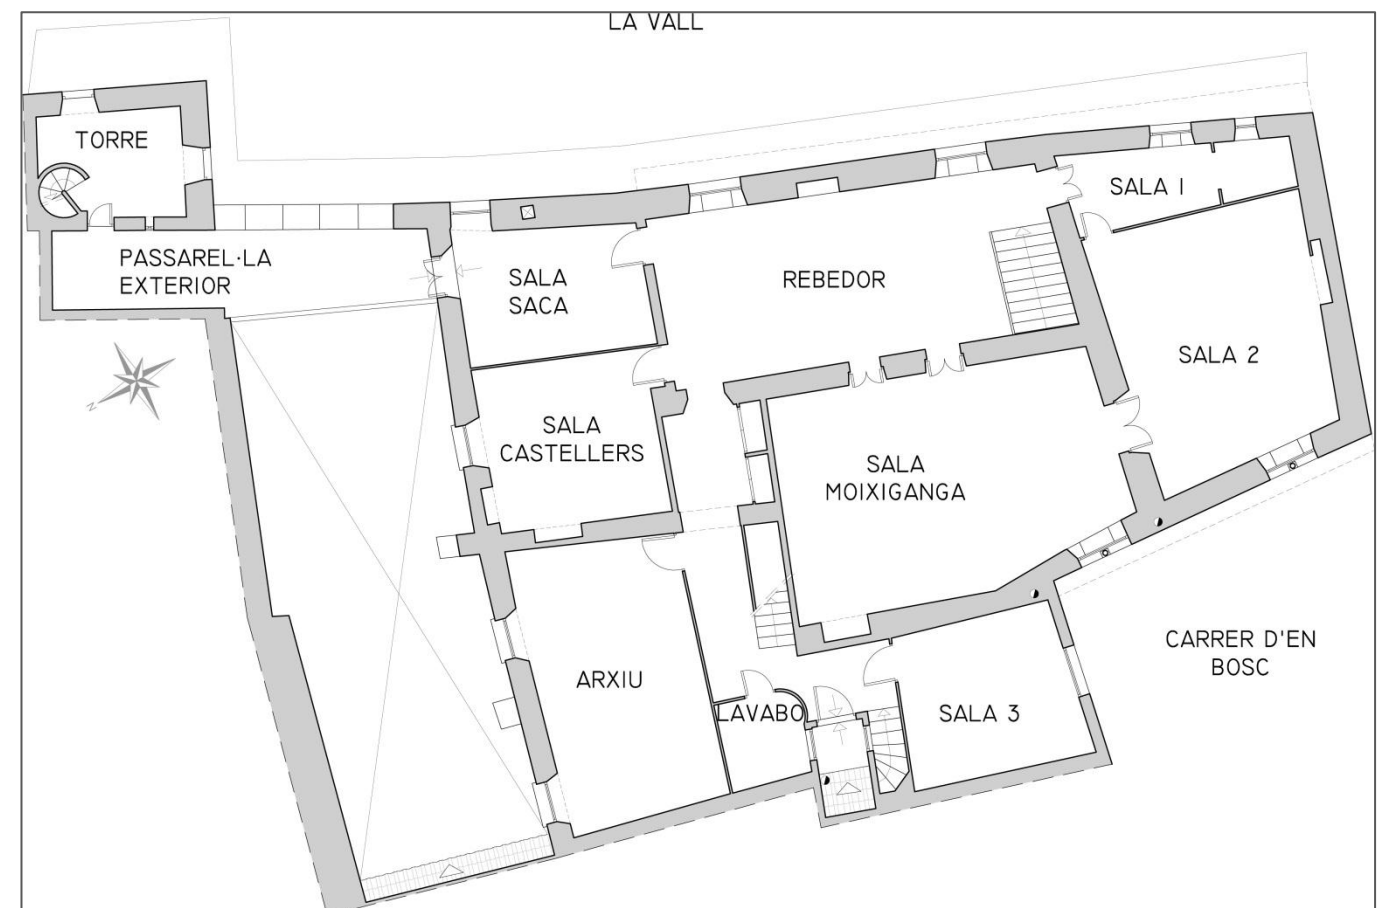 LA VALL
TORRE
SALA 1
PASSAREL·LA
EXTERIOR
SALA
SACA
REBEDOR
SALA 2
N
SALA
CASTELLERS
SALA
MOIXIGANGA
CARRER D'EN
BOSC
ARXIU
LAVABO
SALA 3